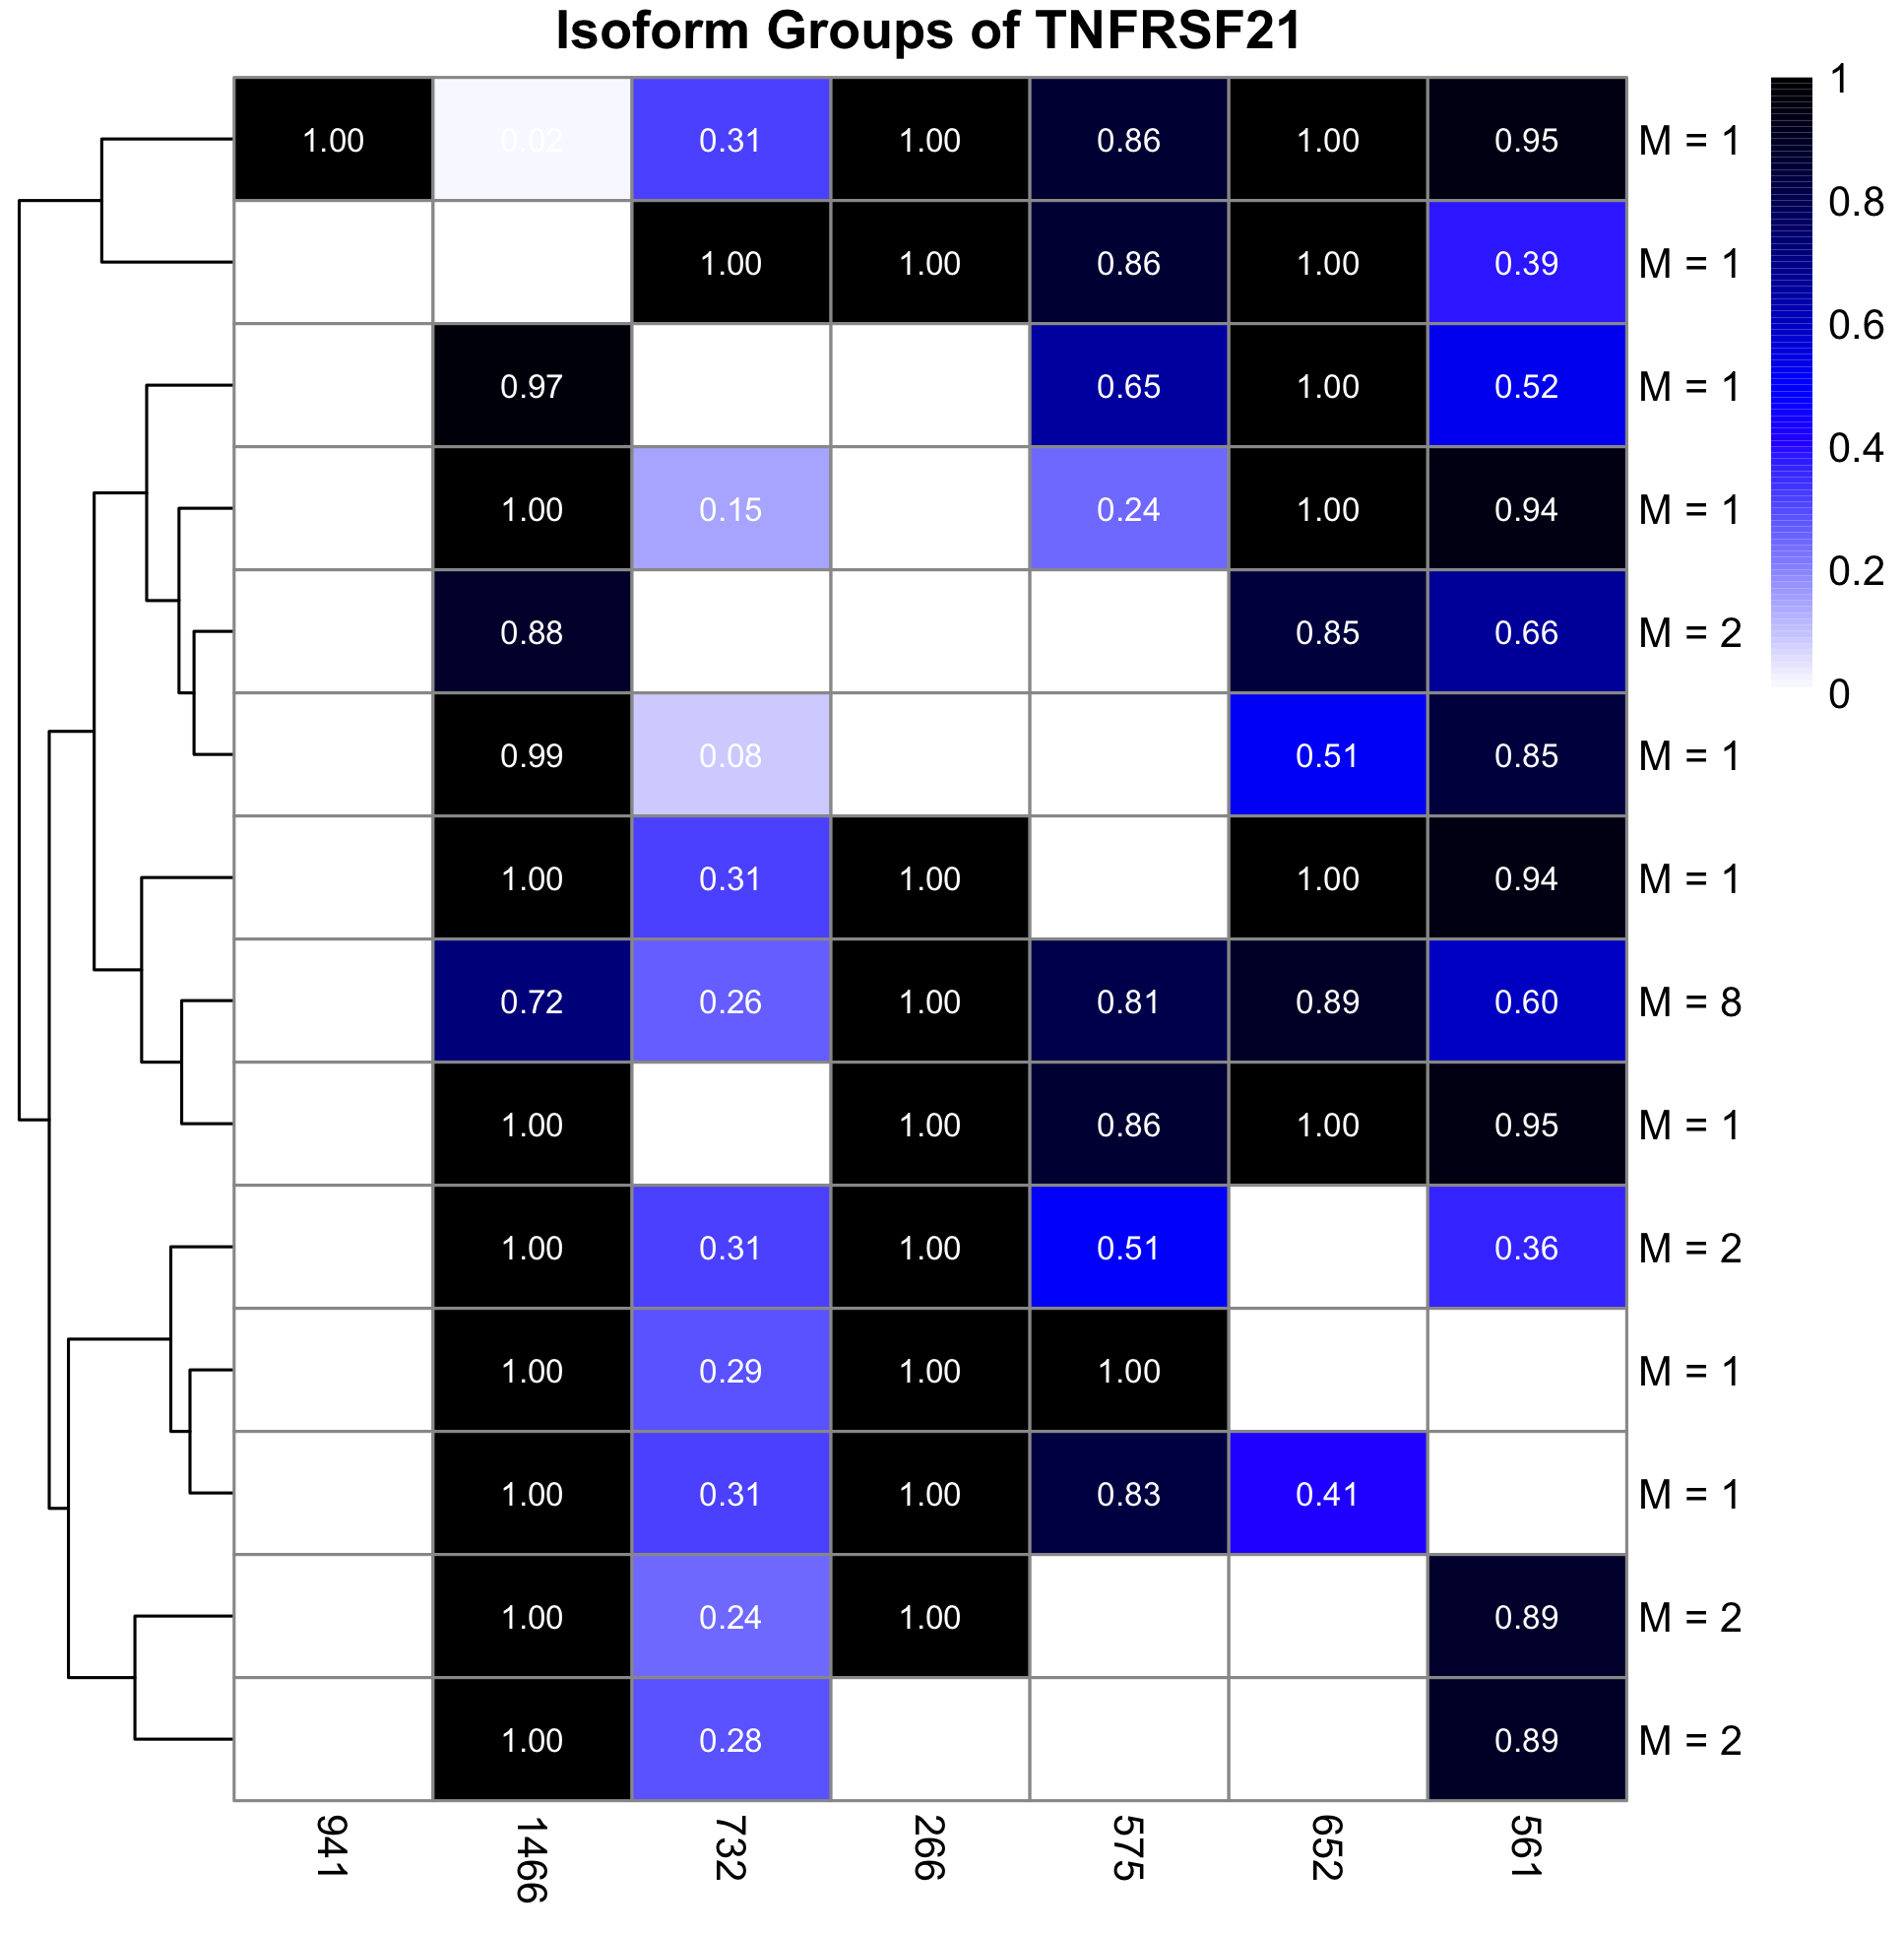 Isoform Groups of TNFRSF21
1.00 0.02 0.31 1.00 0.86 1.00 0.95 M = 1
1.00 1.00 0.86 1.00 0.39 M = 1
0.97 0.65 1.00 0.52 M = 1
1.00 0.15 0.24 1.00 0.94 M = 1
0.88 0.85 0.66 M = 2
0.99 0.08 0.51 0.85 M = 1
1.00 0.31 1.00 1.00 0.94 M = 1
0.72 0.26 1.00 0.81 0.89 0.60 M = 8
1.00 1.00 0.86 1.00 0.95 M = 1
1.00 0.31 1.00 0.51 0.36 M = 2
1.00 0.29 1.00 1.00 M = 1
1.00 0.31 1.00 0.83 0.41 M = 1
1.00 0.24 1.00 0.89 M = 2
1.00 0.28 0.89 M = 2
941 1466 732 266 575 652 561
1
0.8
0.6
0.4
0.2
0